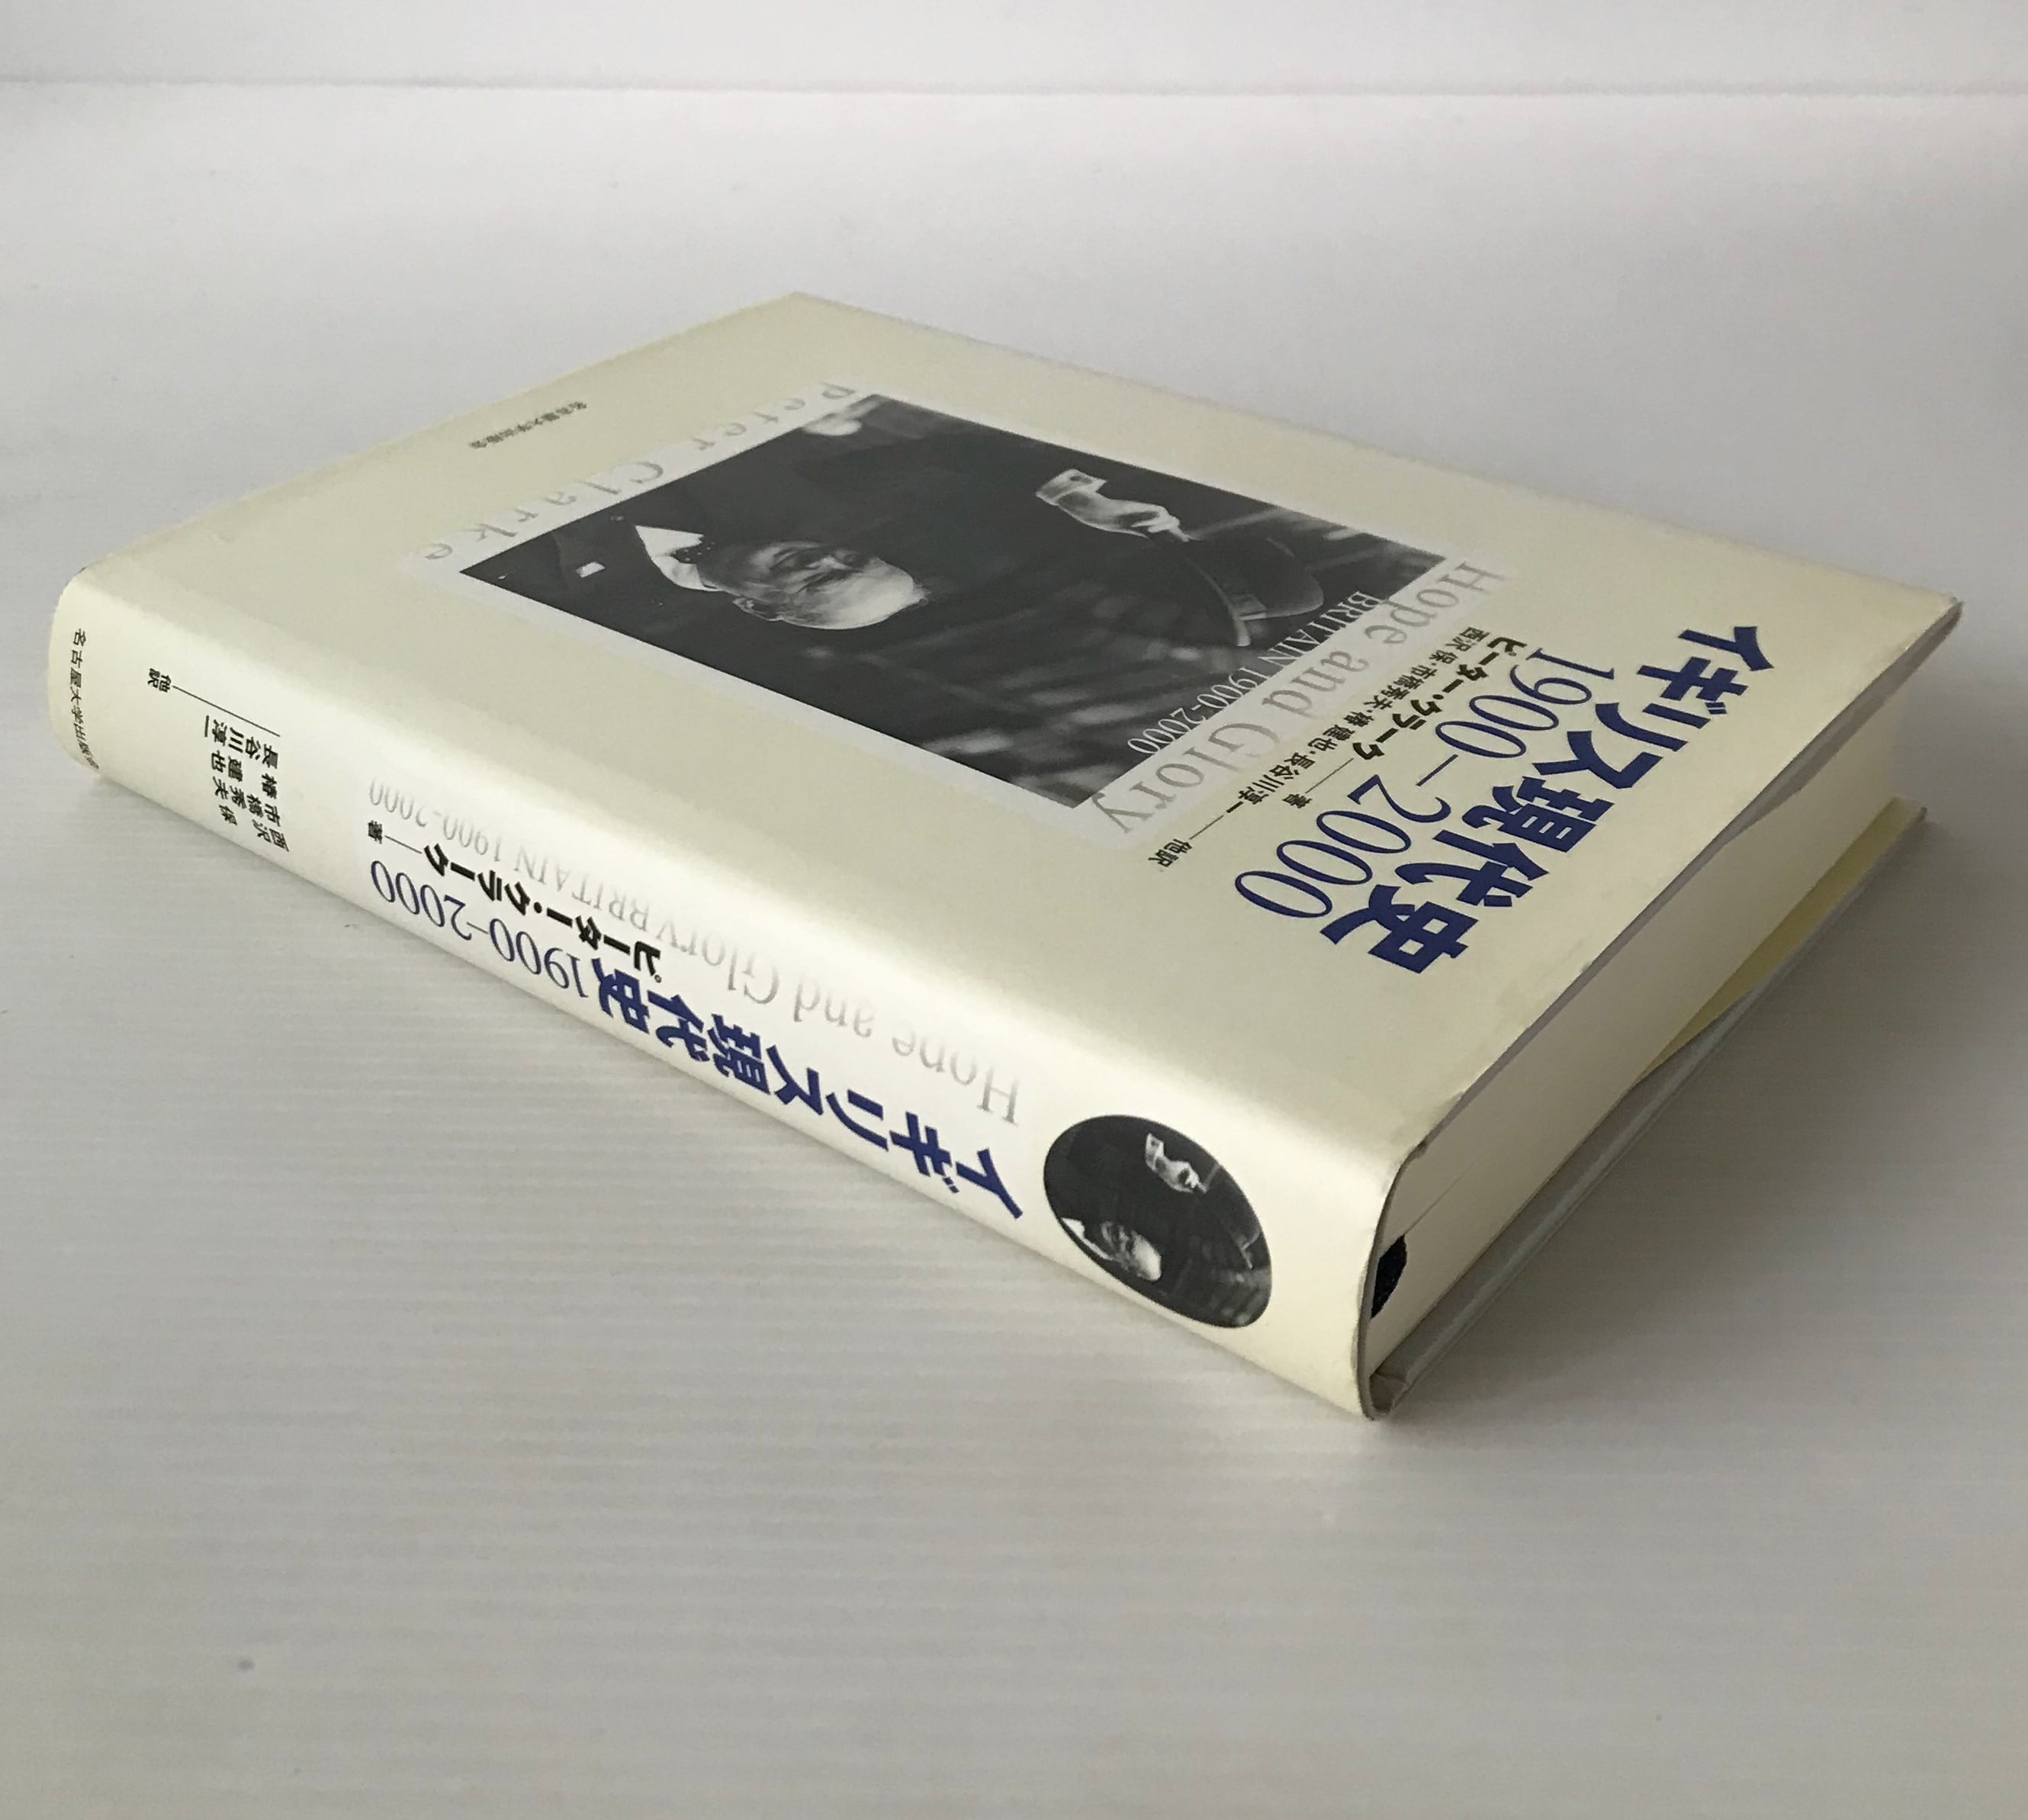 イギリス現代史
1900–2000
ピーター・クラーク——著
西沢 保・市橋秀夫・椿 建也・長谷川淳一——他訳
Hope and Glory
BRITAIN 1900-2000
Peter Clarke
名古屋大学出版会
イギリス現代史 1900–2000
ピーター・クラーク——著
Hope and Glory BRITAIN 1900-2000
西沢 保
市橋秀夫
椿 建也
長谷川淳一
——他訳
名古屋大学出版会